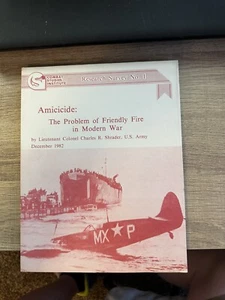 COMBAT
STUDIES
INSTITUTE
Research Survey No. 1
Amicicide:
The Problem of Friendly Fire
in Modern War
by Lieutenant Colonel Charles R. Shrader, U.S. Army
December 1982
MX P